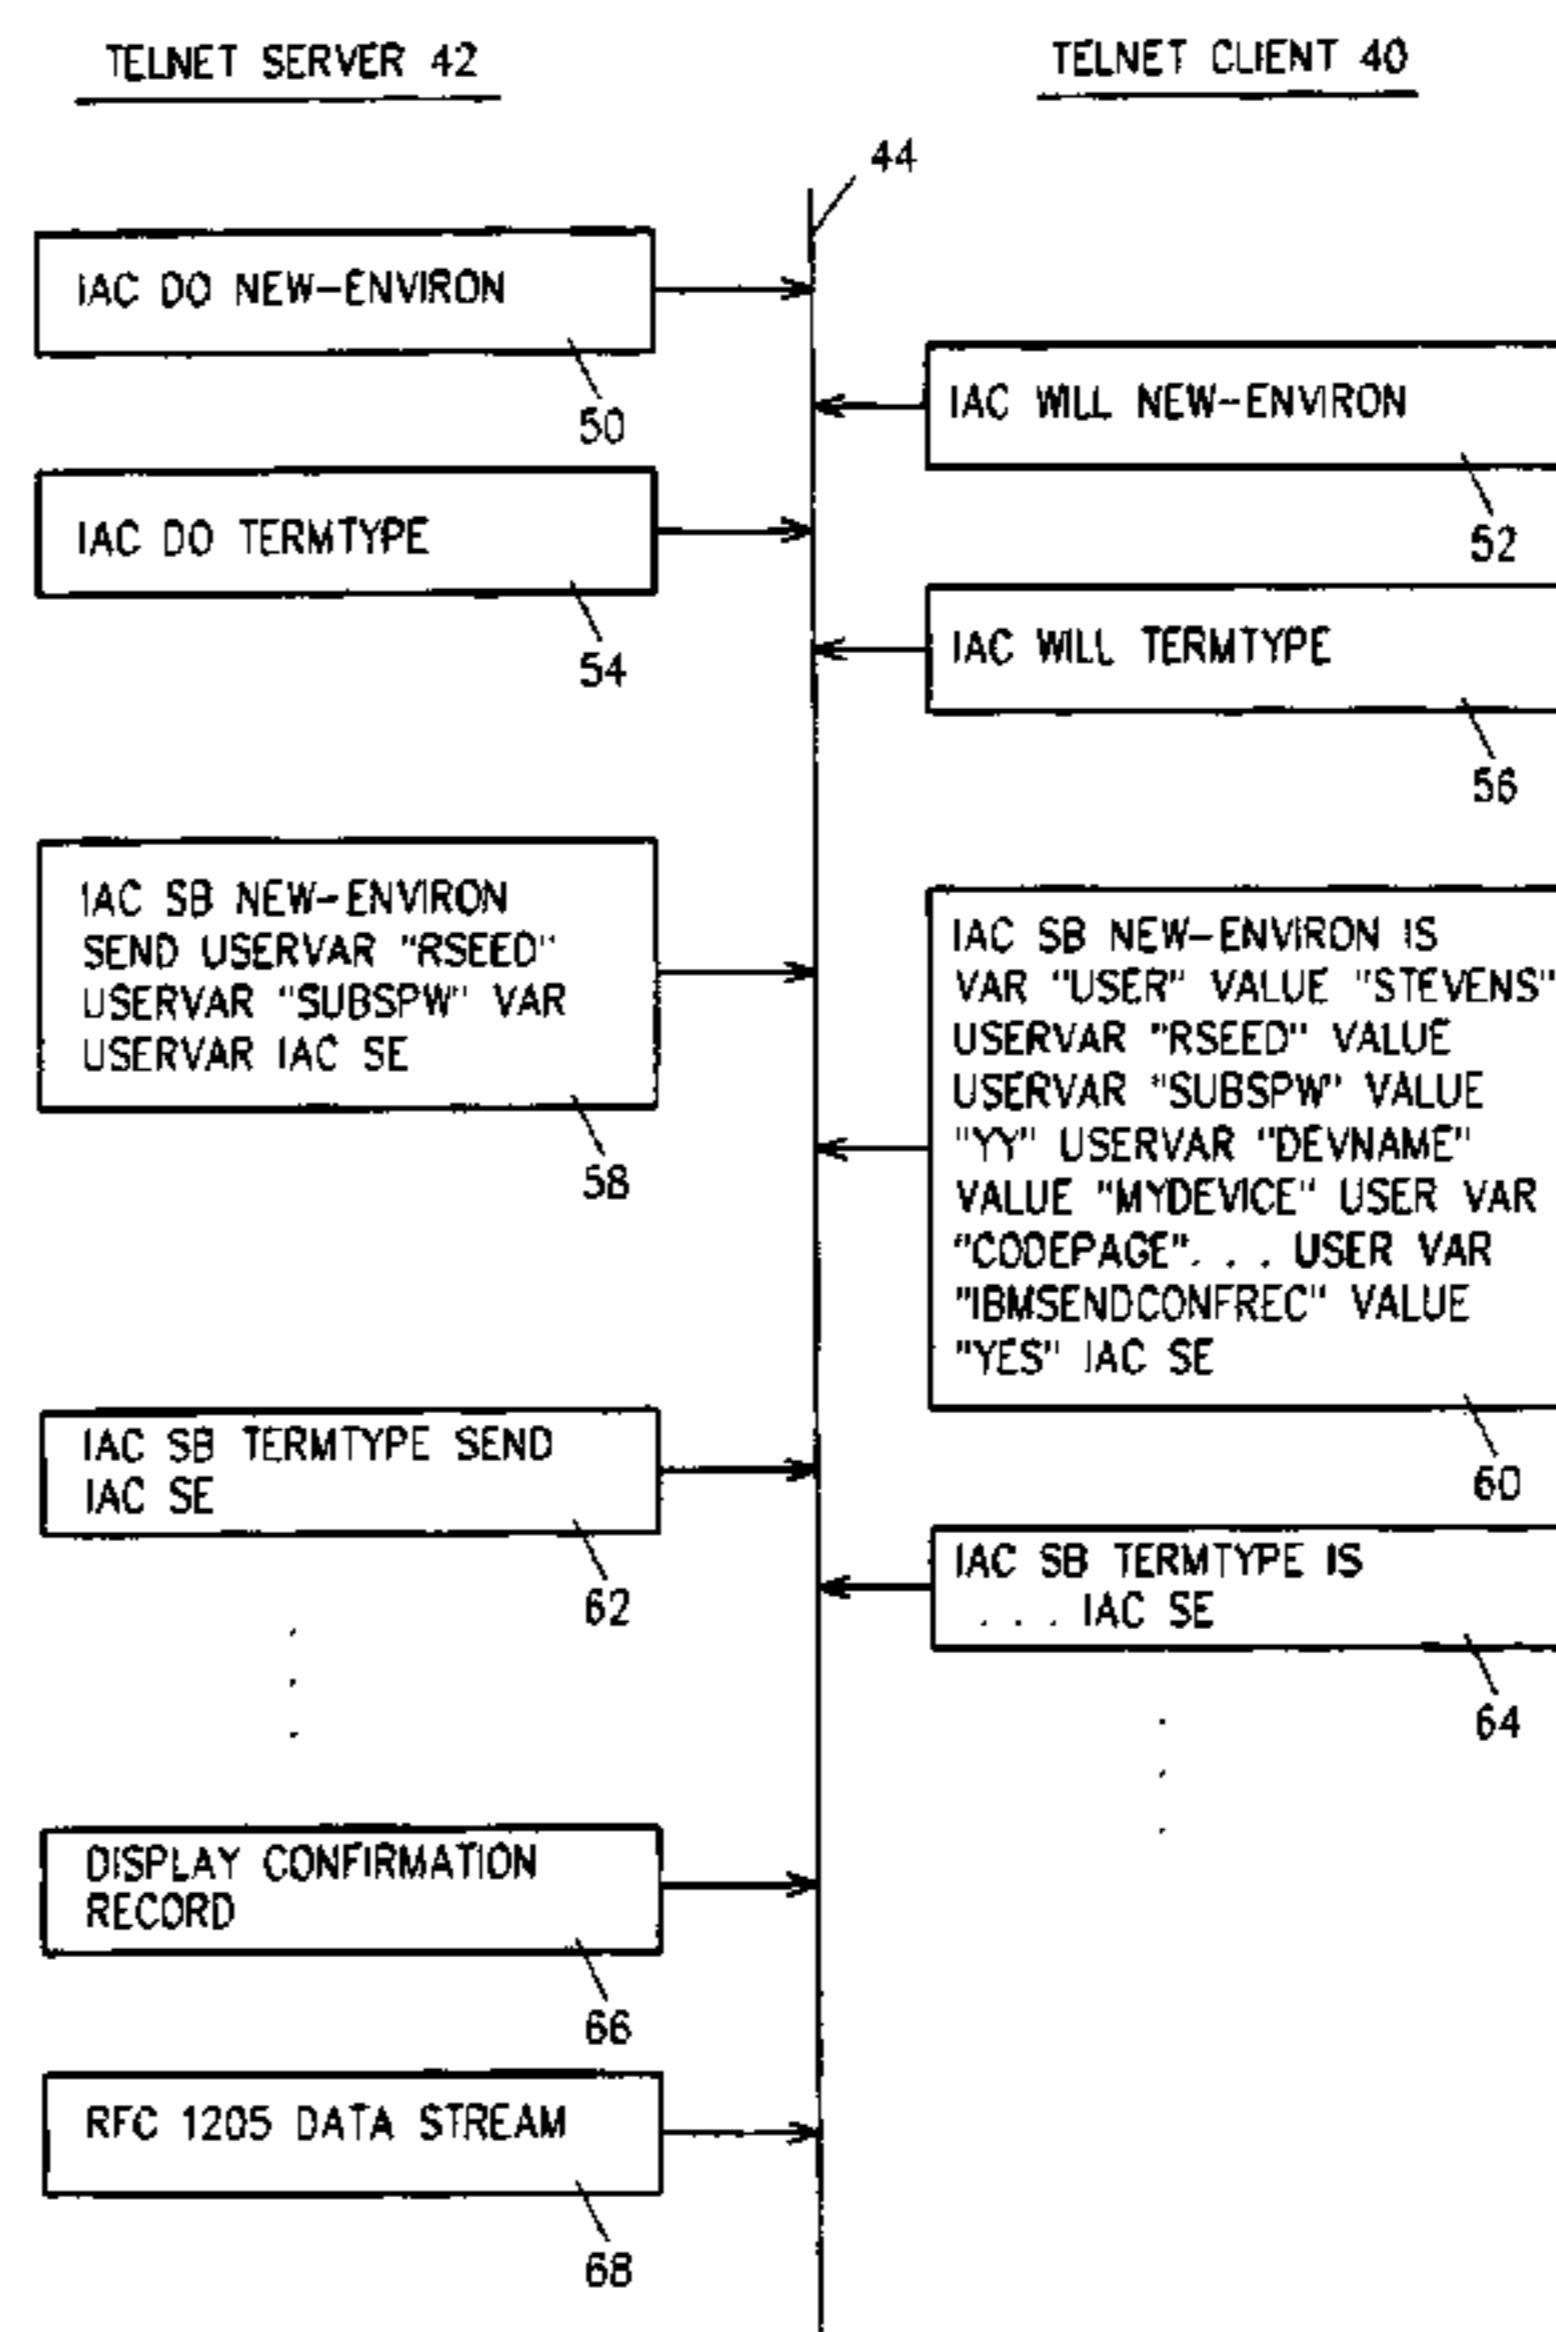 TELNET SERVER 42
TELNET CLIENT 40
44
IAC DO NEW-ENVIRON
50
IAC WILL NEW-ENVIRON
52
IAC DO TERMTYPE
54
IAC WILL TERMTYPE
56
IAC SB NEW-ENVIRON
SEND USERVAR "RSEED"
USERVAR "SUBSPW" VAR
USERVAR IAC SE
58
IAC SB NEW-ENVIRON IS
VAR "USER" VALUE "STEVENS"
USERVAR "RSEED" VALUE
USERVAR "SUBSPW" VALUE
"YY" USERVAR "DEVNAME"
VALUE "MYDEVICE" USER VAR
"CODEPAGE". . . USER VAR
"IBMSENDCONFREC" VALUE
"YES" IAC SE
60
IAC SB TERMTYPE SEND
IAC SE
62
IAC SB TERMTYPE IS
. . . IAC SE
64
DISPLAY CONFIRMATION
RECORD
66
RFC 1205 DATA STREAM
68